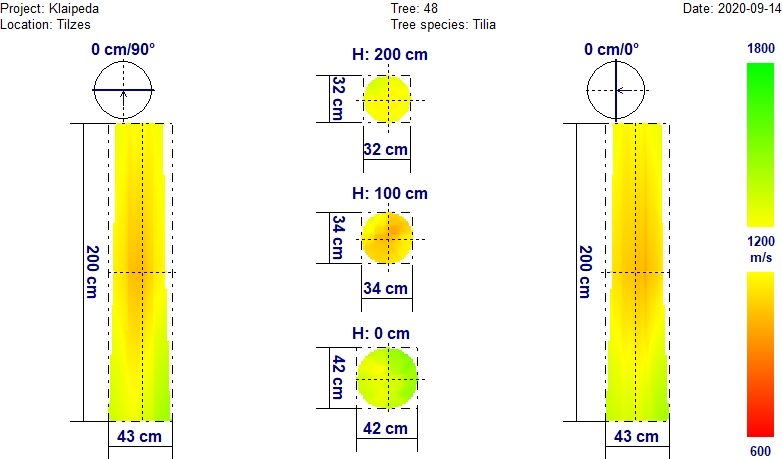 Project: Klaipeda Tree: 48 Date: 2020-09-14
Location: Tilzes Tree species: Tilia
0 cm/90° H: 200 cm 0 cm/0° 1800
32 cm
32 cm
H: 100 cm
34 cm
200 cm 200 cm 1200
m/s
34 cm
H: 0 cm
42 cm
43 cm 42 cm 43 cm
600